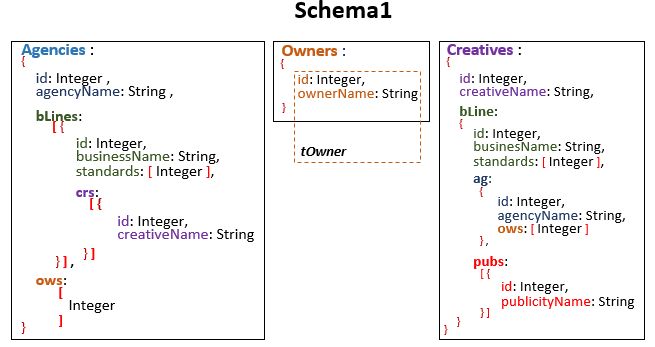 Schema1
Agencies :
{
id: Integer ,
agencyName: String ,
bLines:
[ {
id: Integer,
businessName: String,
standards: [ Integer ],
crs:
[ {
id: Integer,
creativeName: String
} ]
} ] ,
ows:
[
Integer
]
}
Owners :
{
id: Integer,
ownerName: String
}
tOwner
Creatives :
{
id: Integer,
creativeName: String,
bLine:
{
id: Integer,
businesName: String,
standards: [ Integer ],
ag:
{
id: Integer,
agencyName: String,
ows: [ Integer ]
} ,
pubs:
[ {
id: Integer,
publicityName: String
} ]
}
}